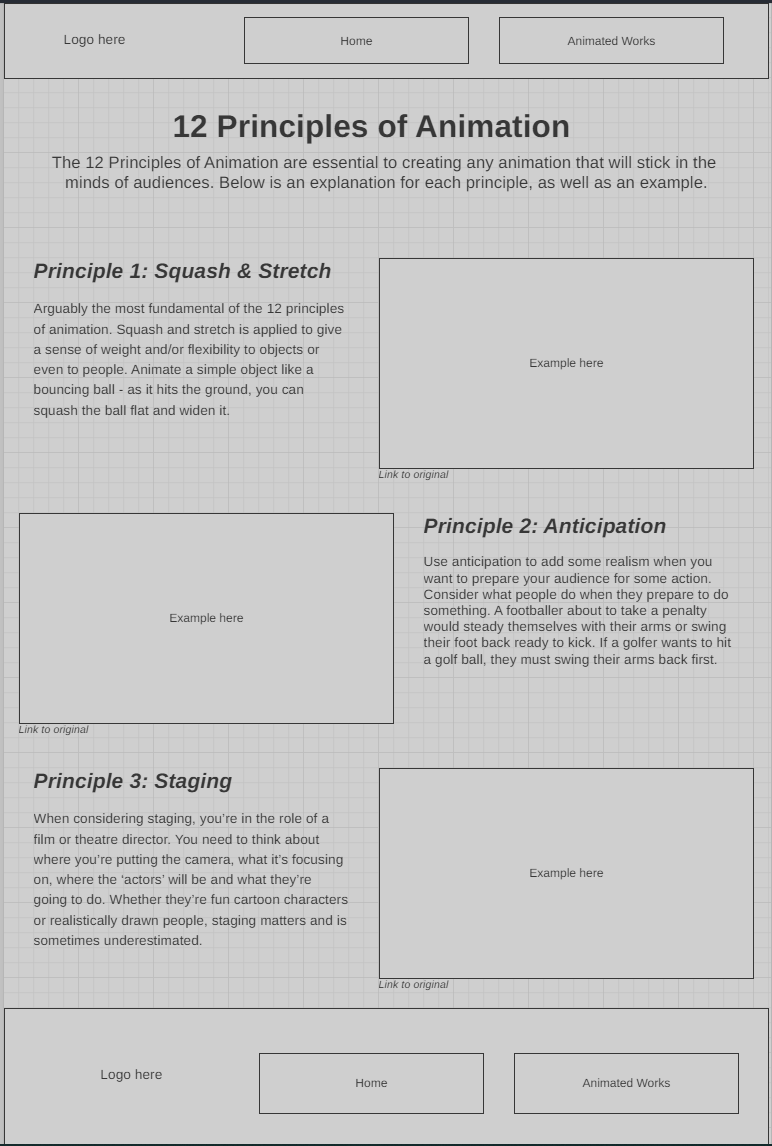 Logo here
Home
Animated Works
12 Principles of Animation
The 12 Principles of Animation are essential to creating any animation that will stick in the
minds of audiences. Below is an explanation for each principle, as well as an example.
Principle 1: Squash & Stretch
Arguably the most fundamental of the 12 principles
of animation. Squash and stretch is applied to give
a sense of weight and/or flexibility to objects or
even to people. Animate a simple object like a
bouncing ball - as it hits the ground, you can
squash the ball flat and widen it.
Example here
Link to original
Example here
Link to original
Principle 2: Anticipation
Use anticipation to add some realism when you
want to prepare your audience for some action.
Consider what people do when they prepare to do
something. A footballer about to take a penalty
would steady themselves with their arms or swing
their foot back ready to kick. If a golfer wants to hit
a golf ball, they must swing their arms back first.
Principle 3: Staging
When considering staging, you’re in the role of a
film or theatre director. You need to think about
where you’re putting the camera, what it’s focusing
on, where the ‘actors’ will be and what they’re
going to do. Whether they’re fun cartoon characters
or realistically drawn people, staging matters and is
sometimes underestimated.
Example here
Link to original
Logo here
Home
Animated Works